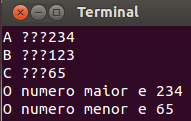 Terminal
A ???234
B ???123
C ???65
O numero maior e 234
O numero menor e 65